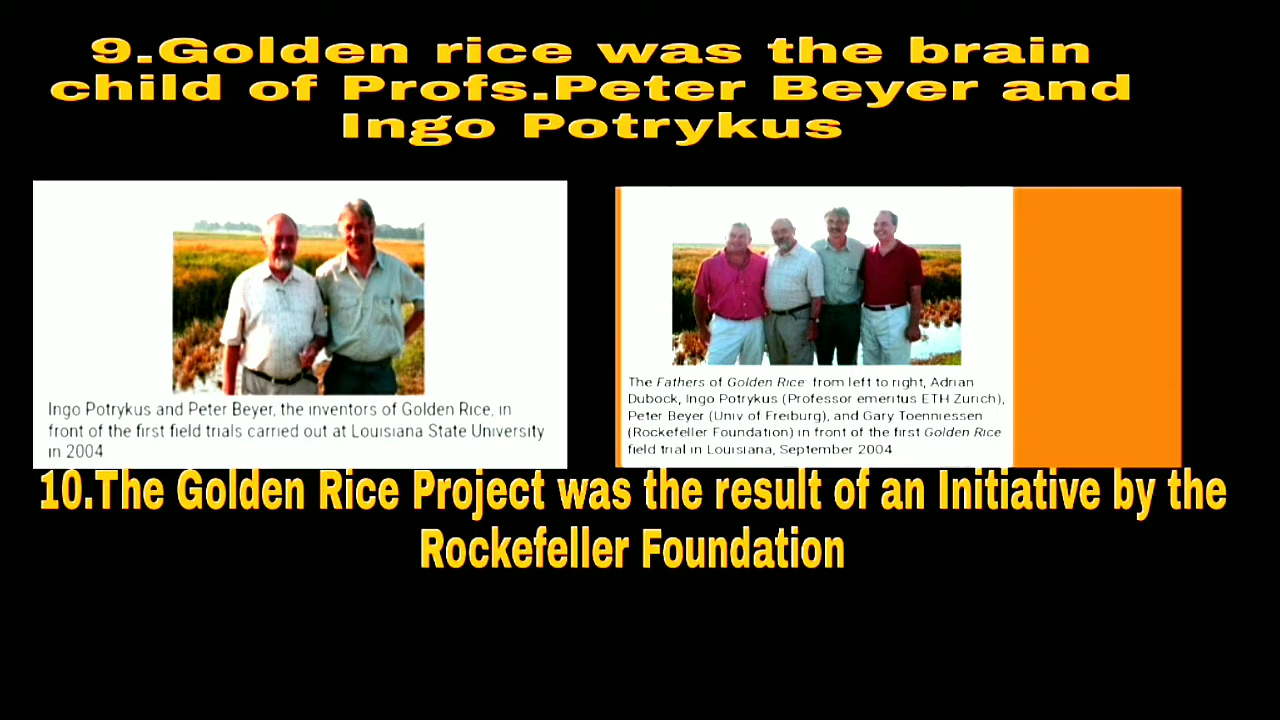 9.Golden rice was the brain
child of Profs.Peter Beyer and
Ingo Potrykus
Ingo Potrykus and Peter Beyer, the inventors of Golden Rice, in
front of the first field trials carried out at Louisiana State University
in 2004
The Fathers of Golden Rice from left to right, Adrian
Dubock, Ingo Potrykus (Professor emeritus ETH Zurich),
Peter Beyer (Univ of Freiburg), and Gary Toenniessen
(Rockefeller Foundation) in front of the first Golden Rice
field trial in Louisiana, September 2004
10.The Golden Rice Project was the result of an Initiative by the
Rockefeller Foundation